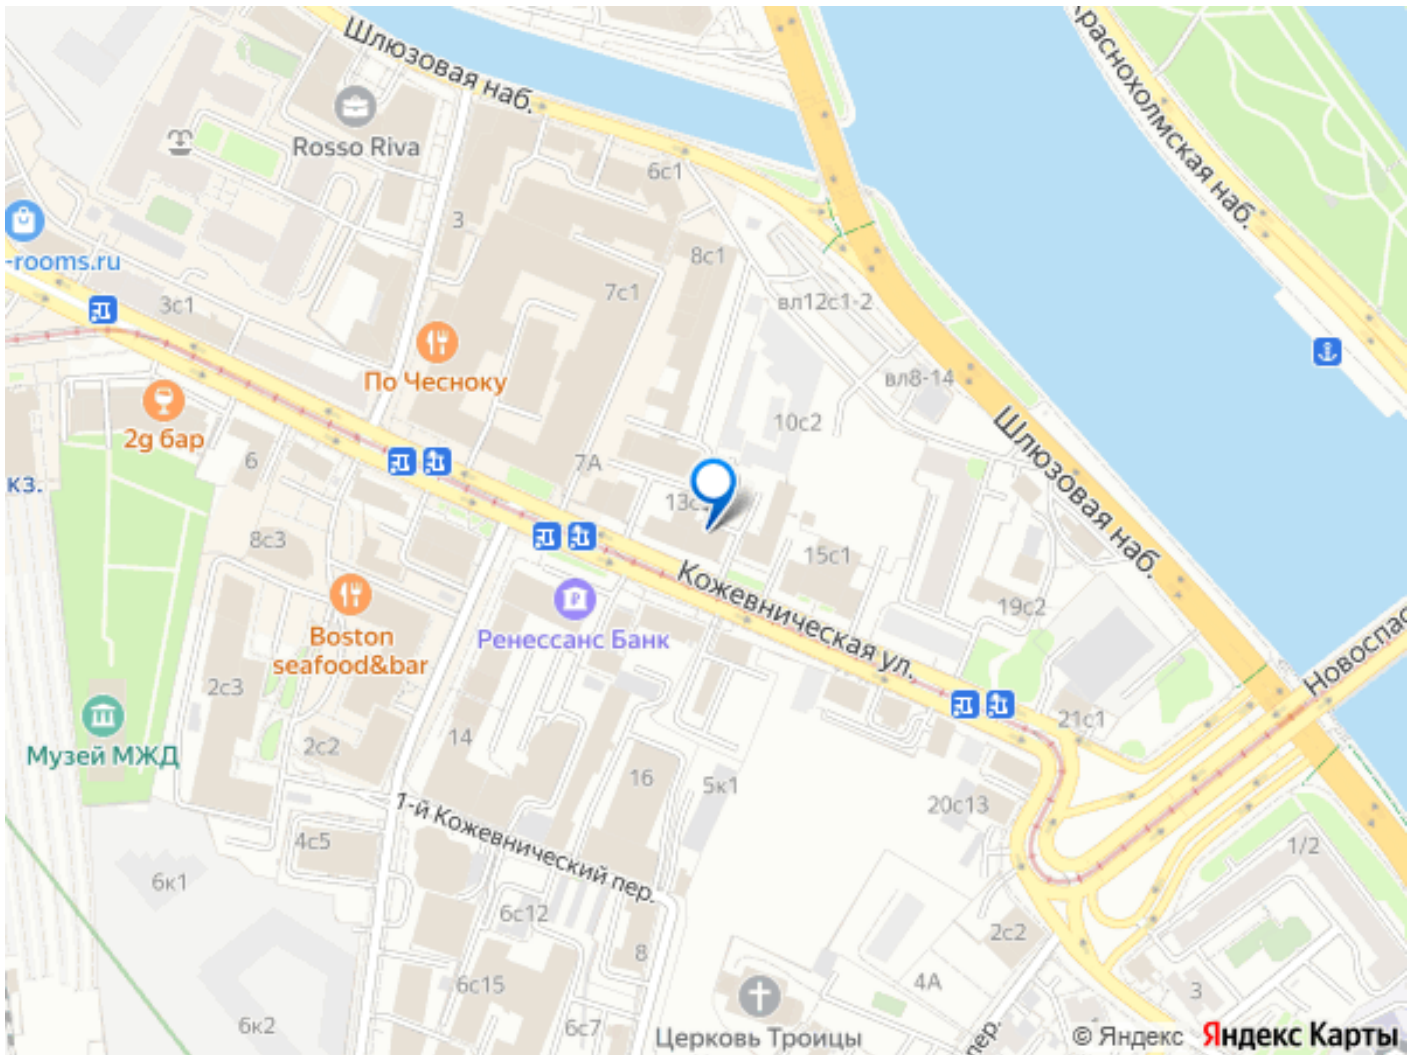 Шлюзовая наб.
Краснохолмская наб.
Rosso Riva
6с1
3
-rooms.ru
8с1
7с1
3с1
вл12с1-2
По Чесноку
вл8-14
2g бар
10с2
Шлюзовая наб.
6
7А
кз.
13с
8с3
15с1
Кожевническая ул.
Boston
seafood&bar
Ренессанс Банк
19с2
Новоспас
2с3
21с1
2с2
14
Музей МЖД
16
5к1
1-й Кожевнический пер.
20с13
4с5
1/2
6к1
6с12
2с2
8
4А
3
6с15
6к2
6с7
Церковь Троицы
пер.
© Яндекс Яндекс Карты